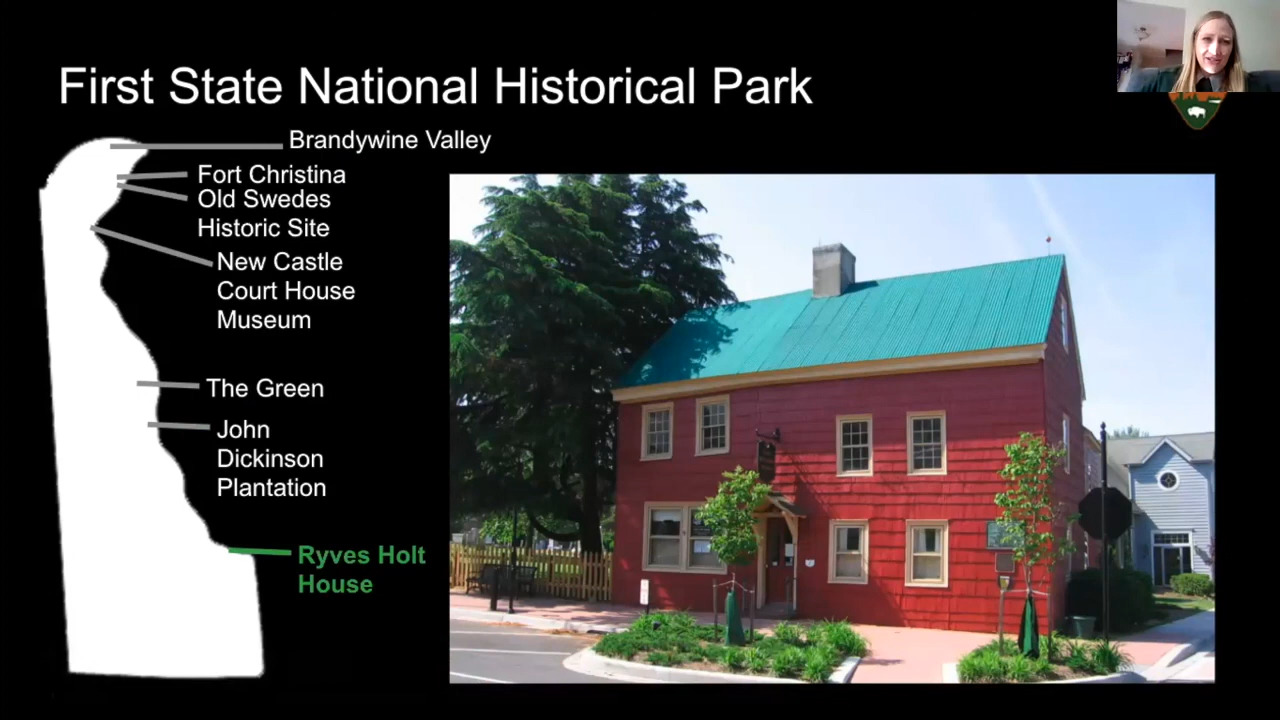 First State National Historical Park
Brandywine Valley
Fort Christina
Old Swedes
Historic Site
New Castle
Court House
Museum
The Green
John
Dickinson
Plantation
Ryves Holt
House